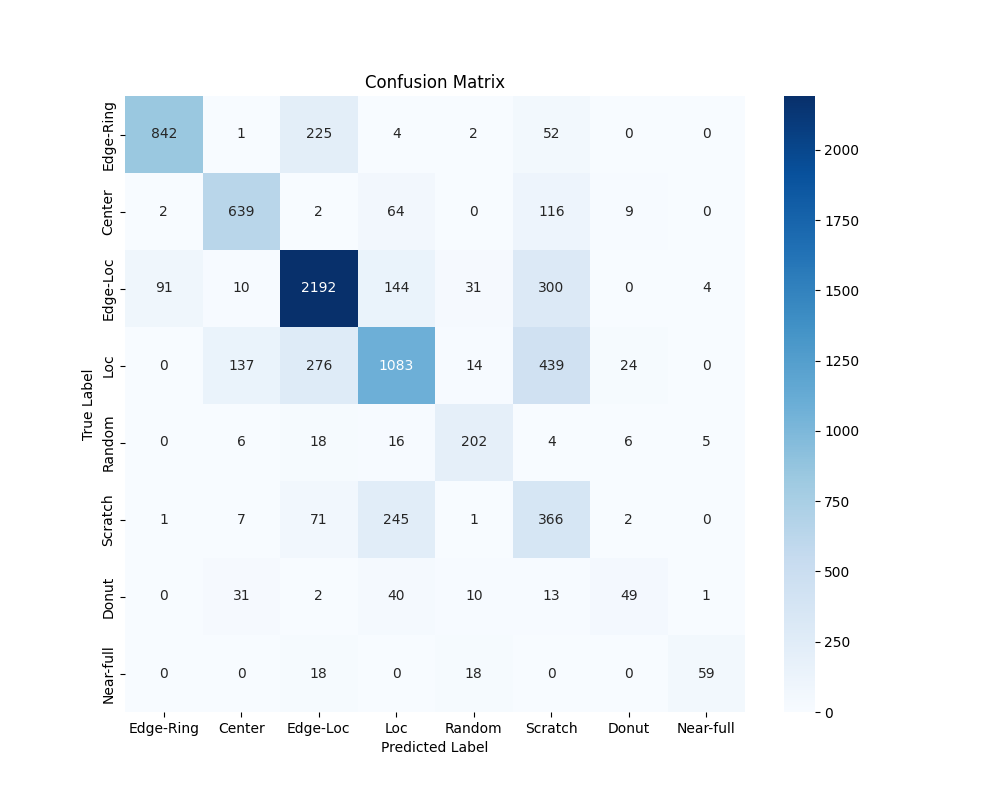 Confusion Matrix
True Label
Edge-Ring 842 1 225 4 2 52 0 0
Center 2 639 2 64 0 116 9 0
Edge-Loc 91 10 2192 144 31 300 0 4
Loc 0 137 276 1083 14 439 24 0
Random 0 6 18 16 202 4 6 5
Scratch 1 7 71 245 1 366 2 0
Donut 0 31 2 40 10 13 49 1
Near-full 0 0 18 0 18 0 0 59
Edge-Ring Center Edge-Loc Loc Random Scratch Donut Near-full
Predicted Label
2000
1750
1500
1250
1000
750
500
250
0